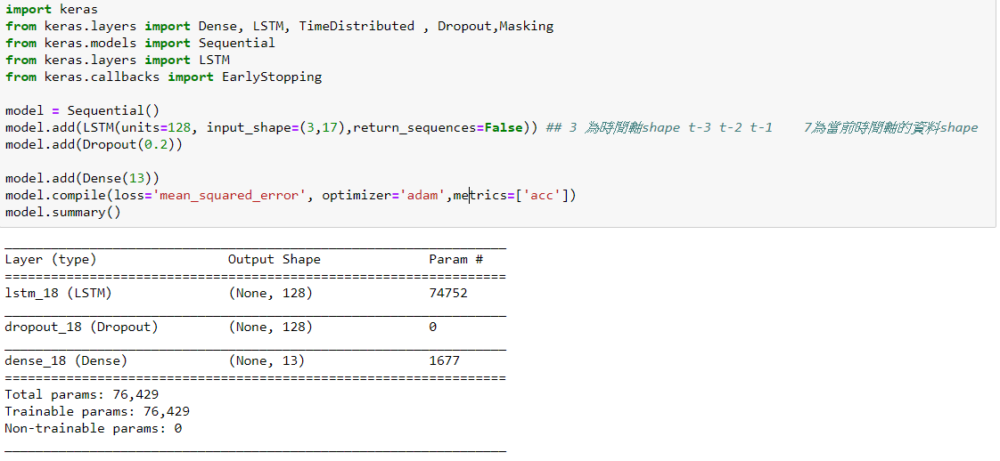 import keras
from keras.layers import Dense, LSTM, TimeDistributed , Dropout,Masking
from keras.models import Sequential
from keras.layers import LSTM
from keras.callbacks import EarlyStopping
model = Sequential()
model.add(LSTM(units=128, input_shape=(3,17),return_sequences=False)) ## 3 為時間軸shape t-3 t-2 t-1    7為當前時間軸的資料shape
model.add(Dropout(0.2))
model.add(Dense(13))
model.compile(loss='mean_squared_error', optimizer='adam',metrics=['acc'])
model.summary()
_________________________________________________________________
Layer (type)                 Output Shape              Param #
=================================================================
lstm_18 (LSTM)               (None, 128)               74752
_________________________________________________________________
dropout_18 (Dropout)         (None, 128)               0
_________________________________________________________________
dense_18 (Dense)             (None, 13)                1677
=================================================================
Total params: 76,429
Trainable params: 76,429
Non-trainable params: 0
_________________________________________________________________